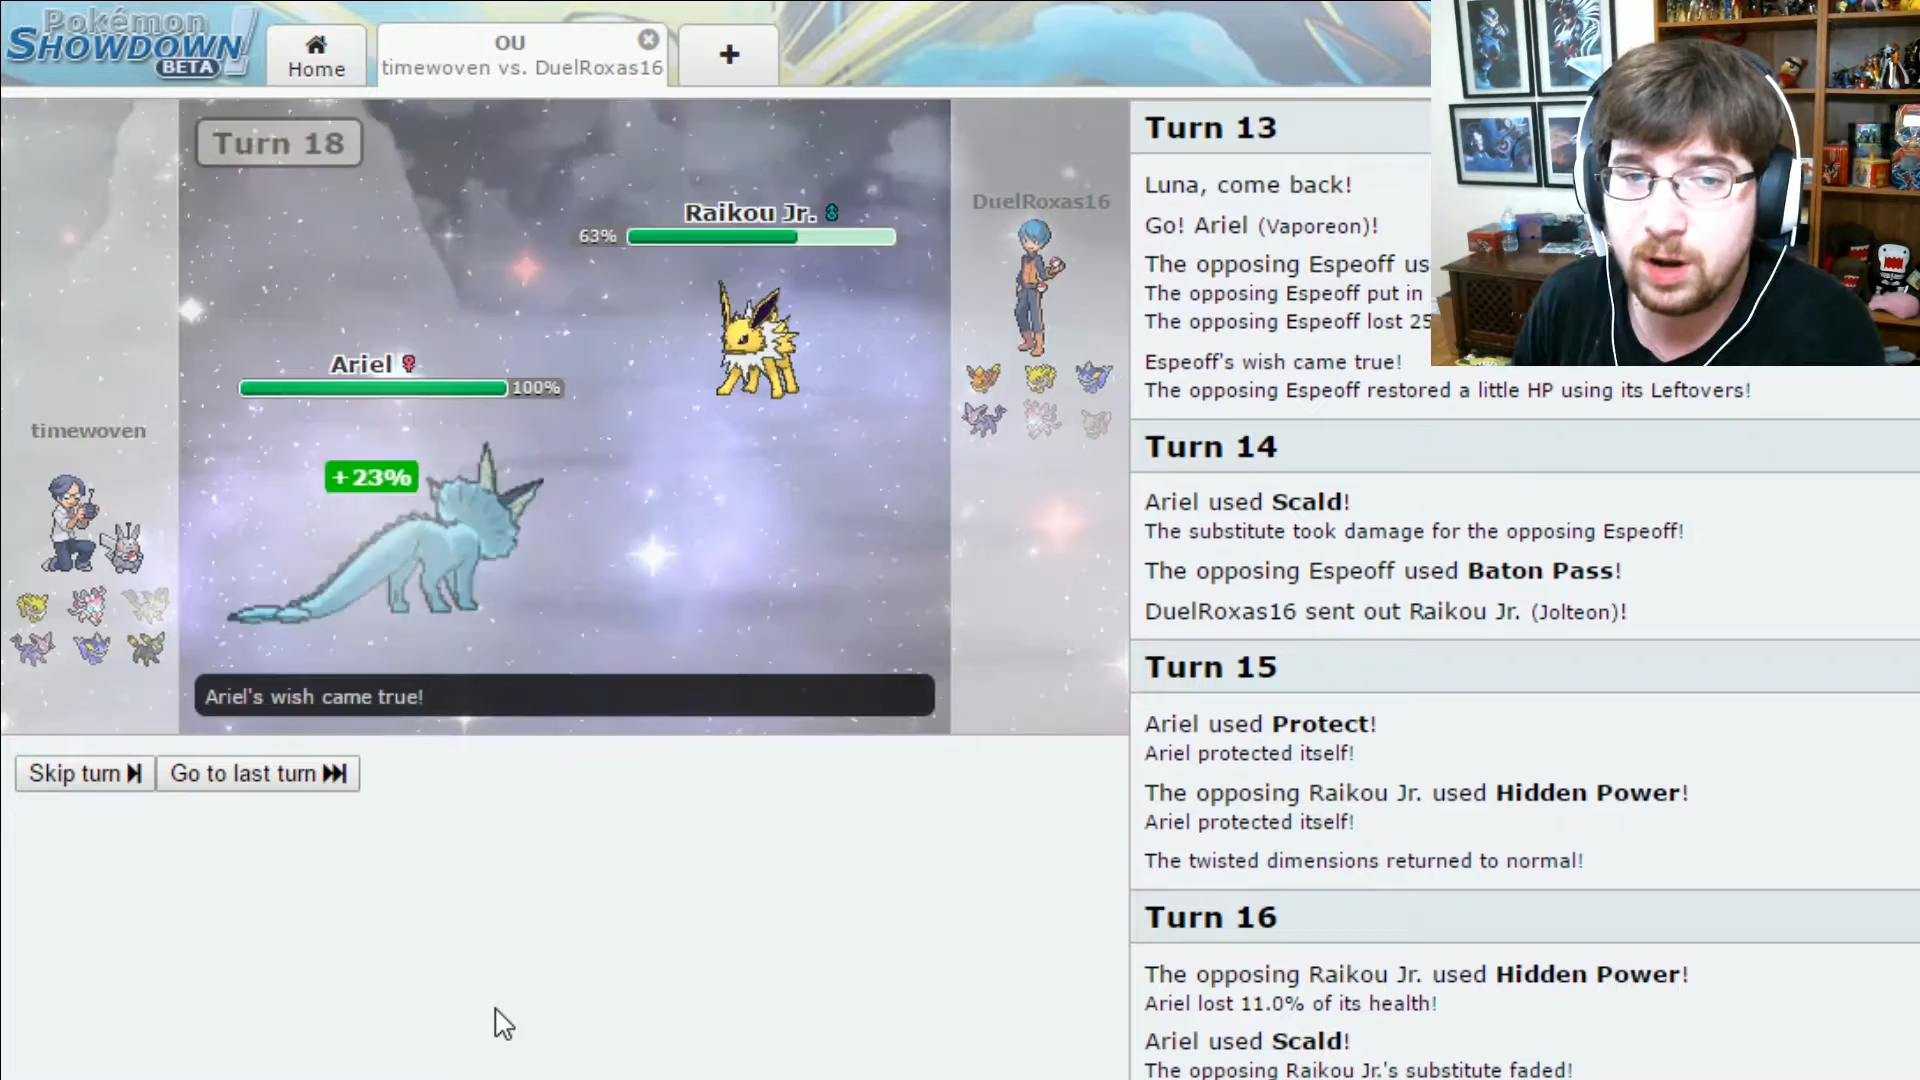 Pokémon
SHOWDOWN!
BETA
Home
OU
timewoven vs. DuelRoxas16
+
Turn 18
Raikou Jr.
63%
DuelRoxas16
Ariel
100%
timewoven
+23%
Ariel's wish came true!
Skip turn
Go to last turn
Turn 13
Luna, come back!
Go! Ariel (Vaporeon)!
The opposing Espeoff us
The opposing Espeoff put in
The opposing Espeoff lost 25
Espeoff's wish came true!
The opposing Espeoff restored a little HP using its Leftovers!
Turn 14
Ariel used Scald!
The substitute took damage for the opposing Espeoff!
The opposing Espeoff used Baton Pass!
DuelRoxas16 sent out Raikou Jr. (Jolteon)!
Turn 15
Ariel used Protect!
Ariel protected itself!
The opposing Raikou Jr. used Hidden Power!
Ariel protected itself!
The twisted dimensions returned to normal!
Turn 16
The opposing Raikou Jr. used Hidden Power!
Ariel lost 11.0% of its health!
Ariel used Scald!
The opposing Raikou Jr.'s substitute faded!